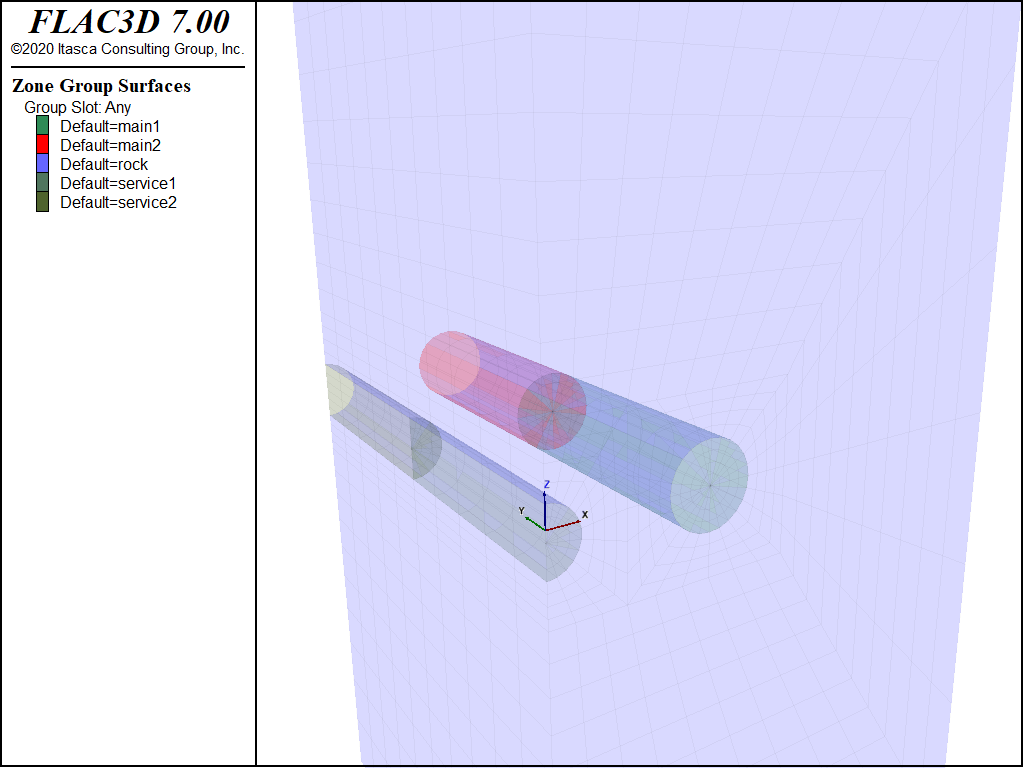 FLAC3D 7.00
©2020 Itasca Consulting Group, Inc.
Zone Group Surfaces
Group Slot: Any
Default=main1
Default=main2
Default=rock
Default=service1
Default=service2
Z
Y
X